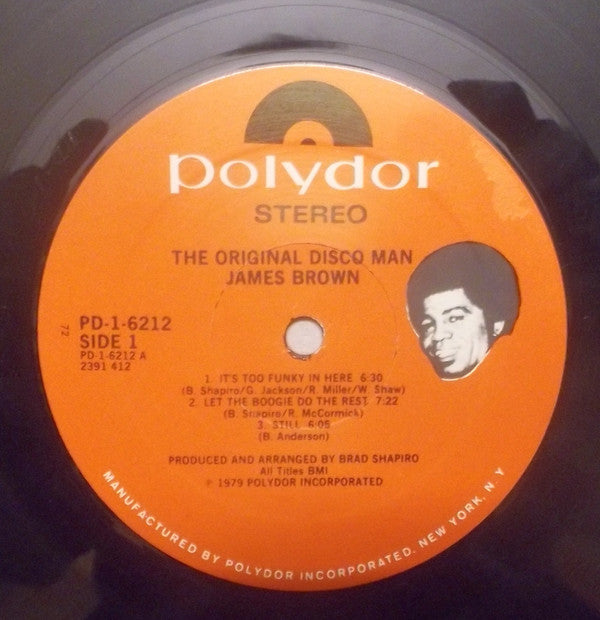 polydor
STEREO
THE ORIGINAL DISCO MAN
JAMES BROWN
72
PD-1-6212
SIDE 1
PD-1-6212 A
2391 412
1. IT'S TOO FUNKY IN HERE 6:30
(B. Shapiro/G. Jackson/R. Miller/W. Shaw)
2. LET THE BOOGIE DO THE REST 7:22
(B. Shapiro/R. McCormick)
3. STILL 6:05
(B. Anderson)
PRODUCED AND ARRANGED BY BRAD SHAPIRO
All Titles BMI
℗ 1979 POLYDOR INCORPORATED
MANUFACTURED BY POLYDOR INCORPORATED. NEW YORK, N.Y